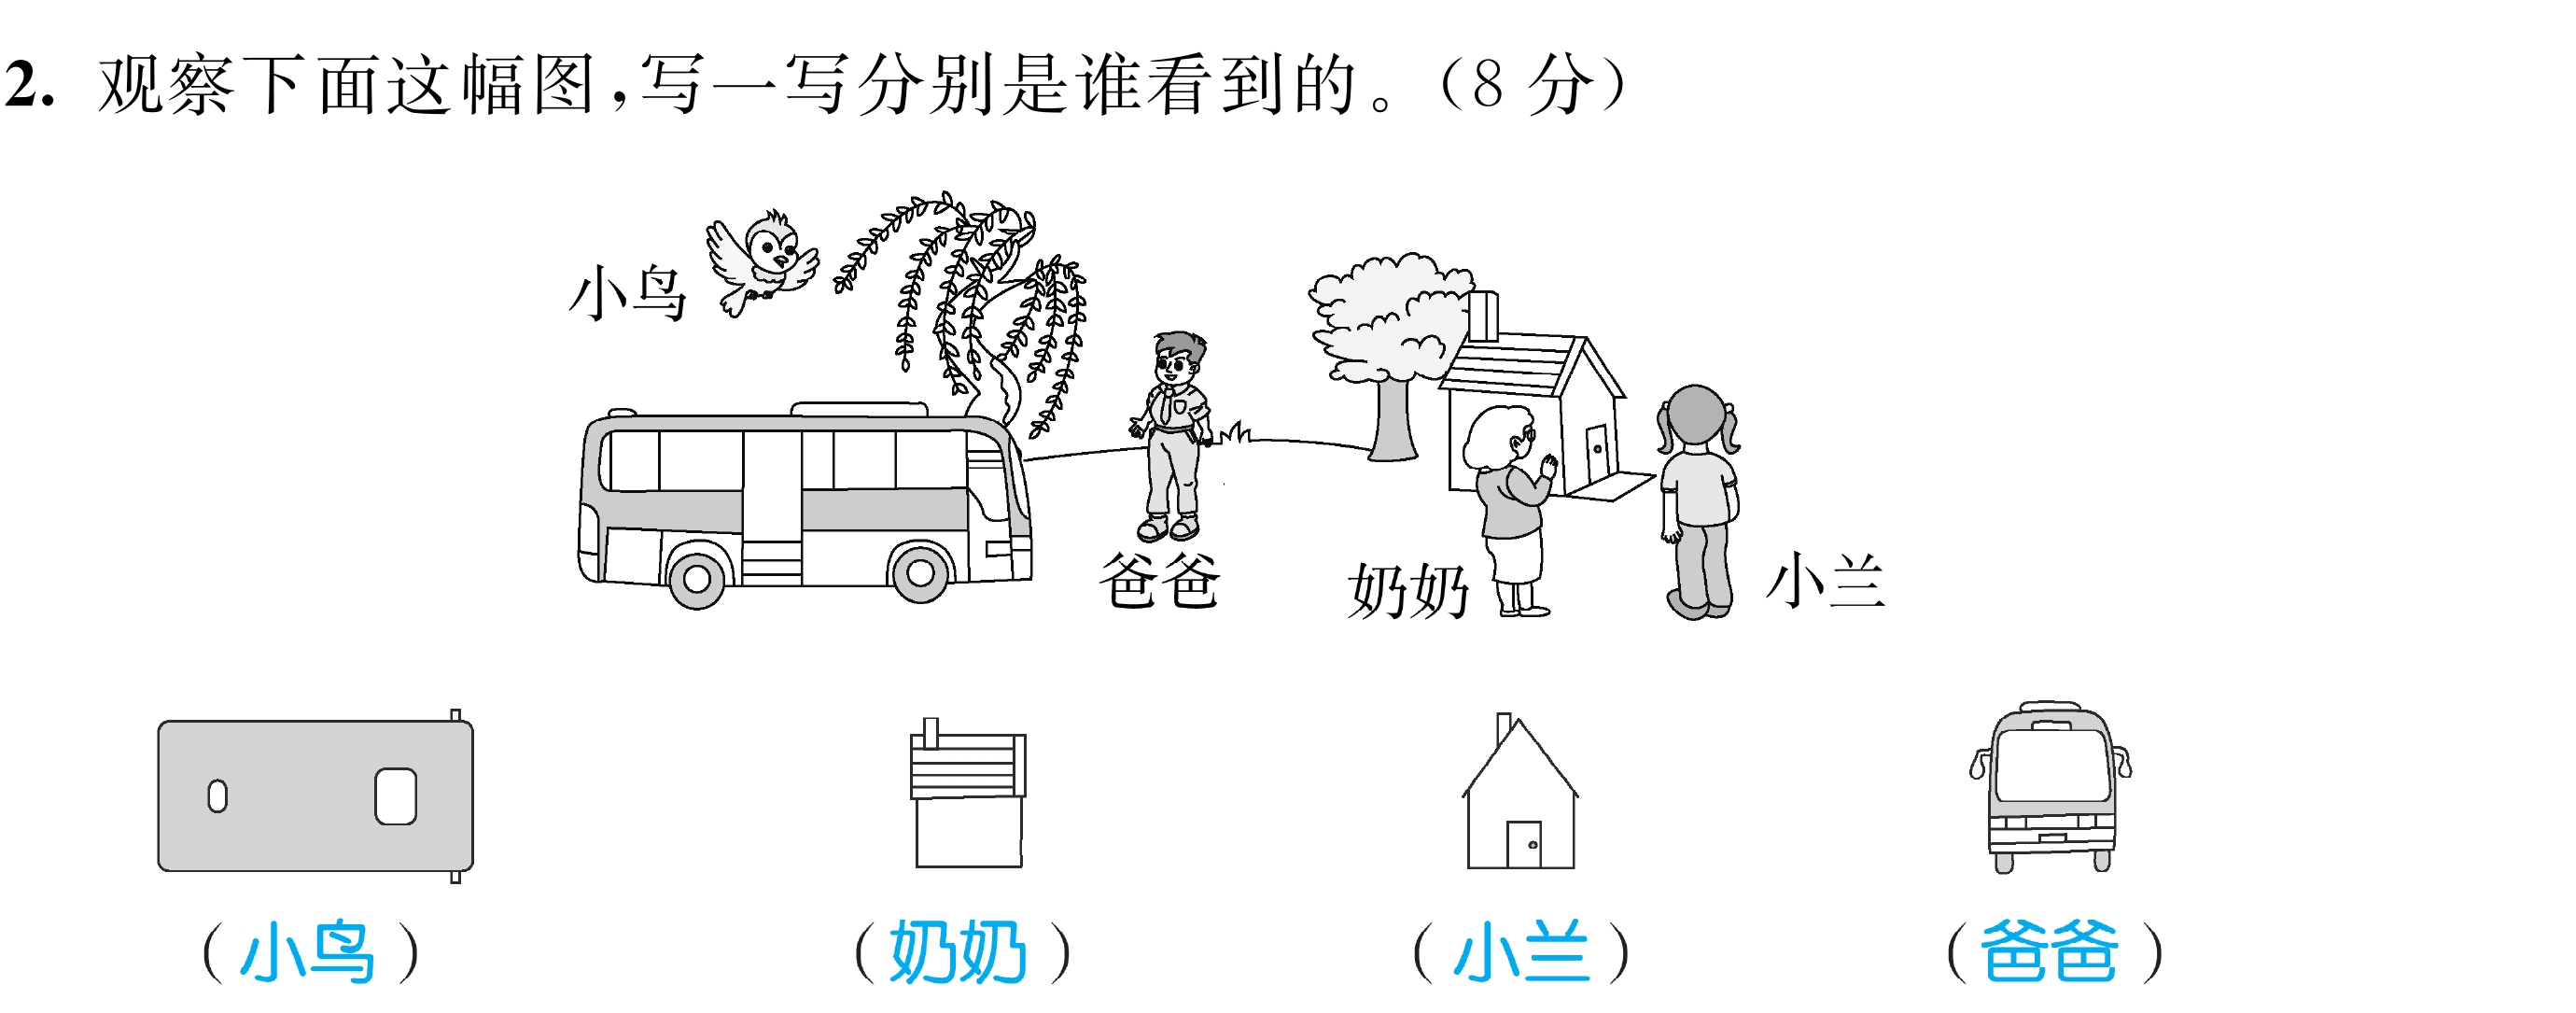 2. 观察下面这幅图,写一写分别是谁看到的。(8 分)
小鸟
爸爸
奶奶
小兰
(小鸟) (奶奶) (小兰) (爸爸)